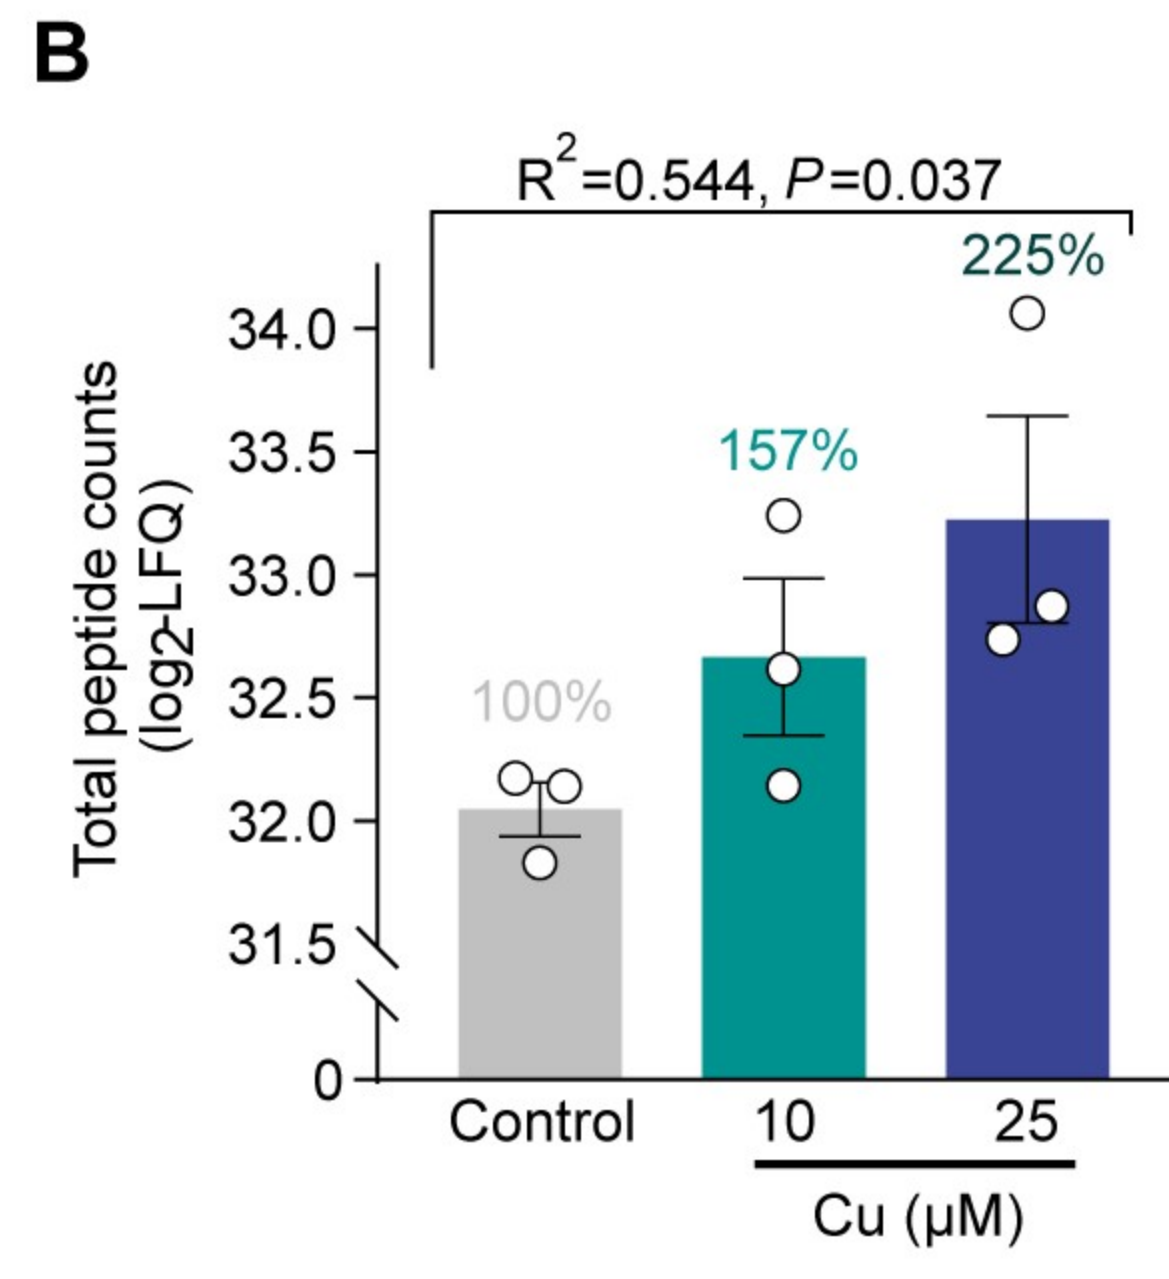 B
R²=0.544, P=0.037
225%
157%
100%
Total peptide counts
(log2-LFQ)
34.0
33.5
33.0
32.5
32.0
31.5
0
Control
10
25
Cu (µM)